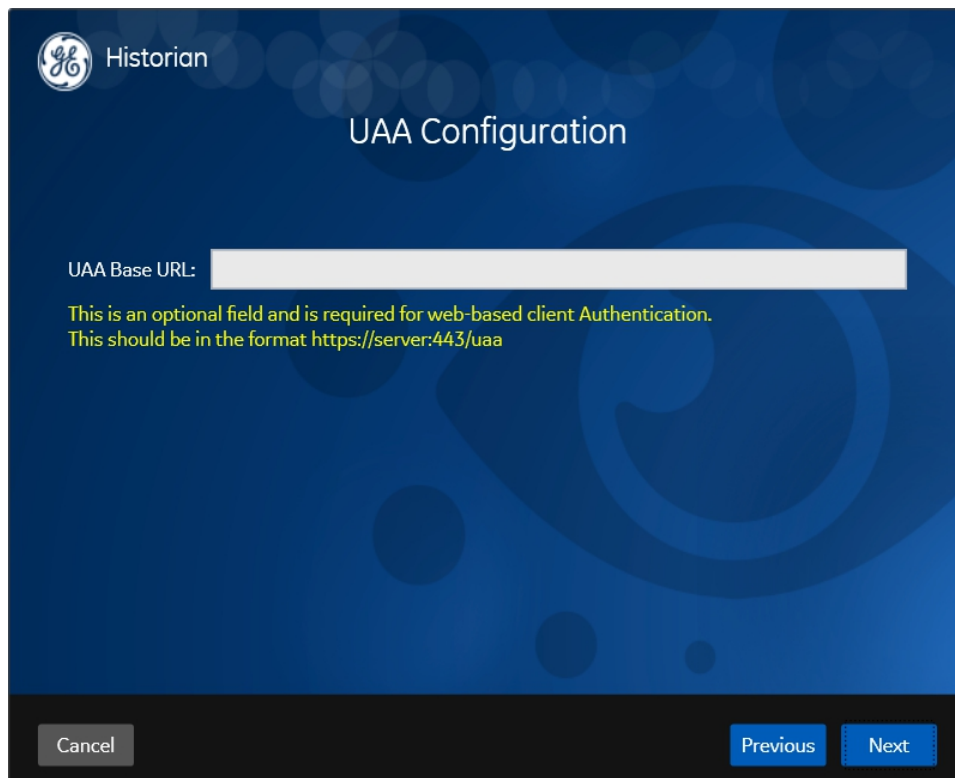 Historian
UAA Configuration
UAA Base URL:
This is an optional field and is required for web-based client Authentication.
This should be in the format https://server:443/uaa
Cancel
Previous
Next